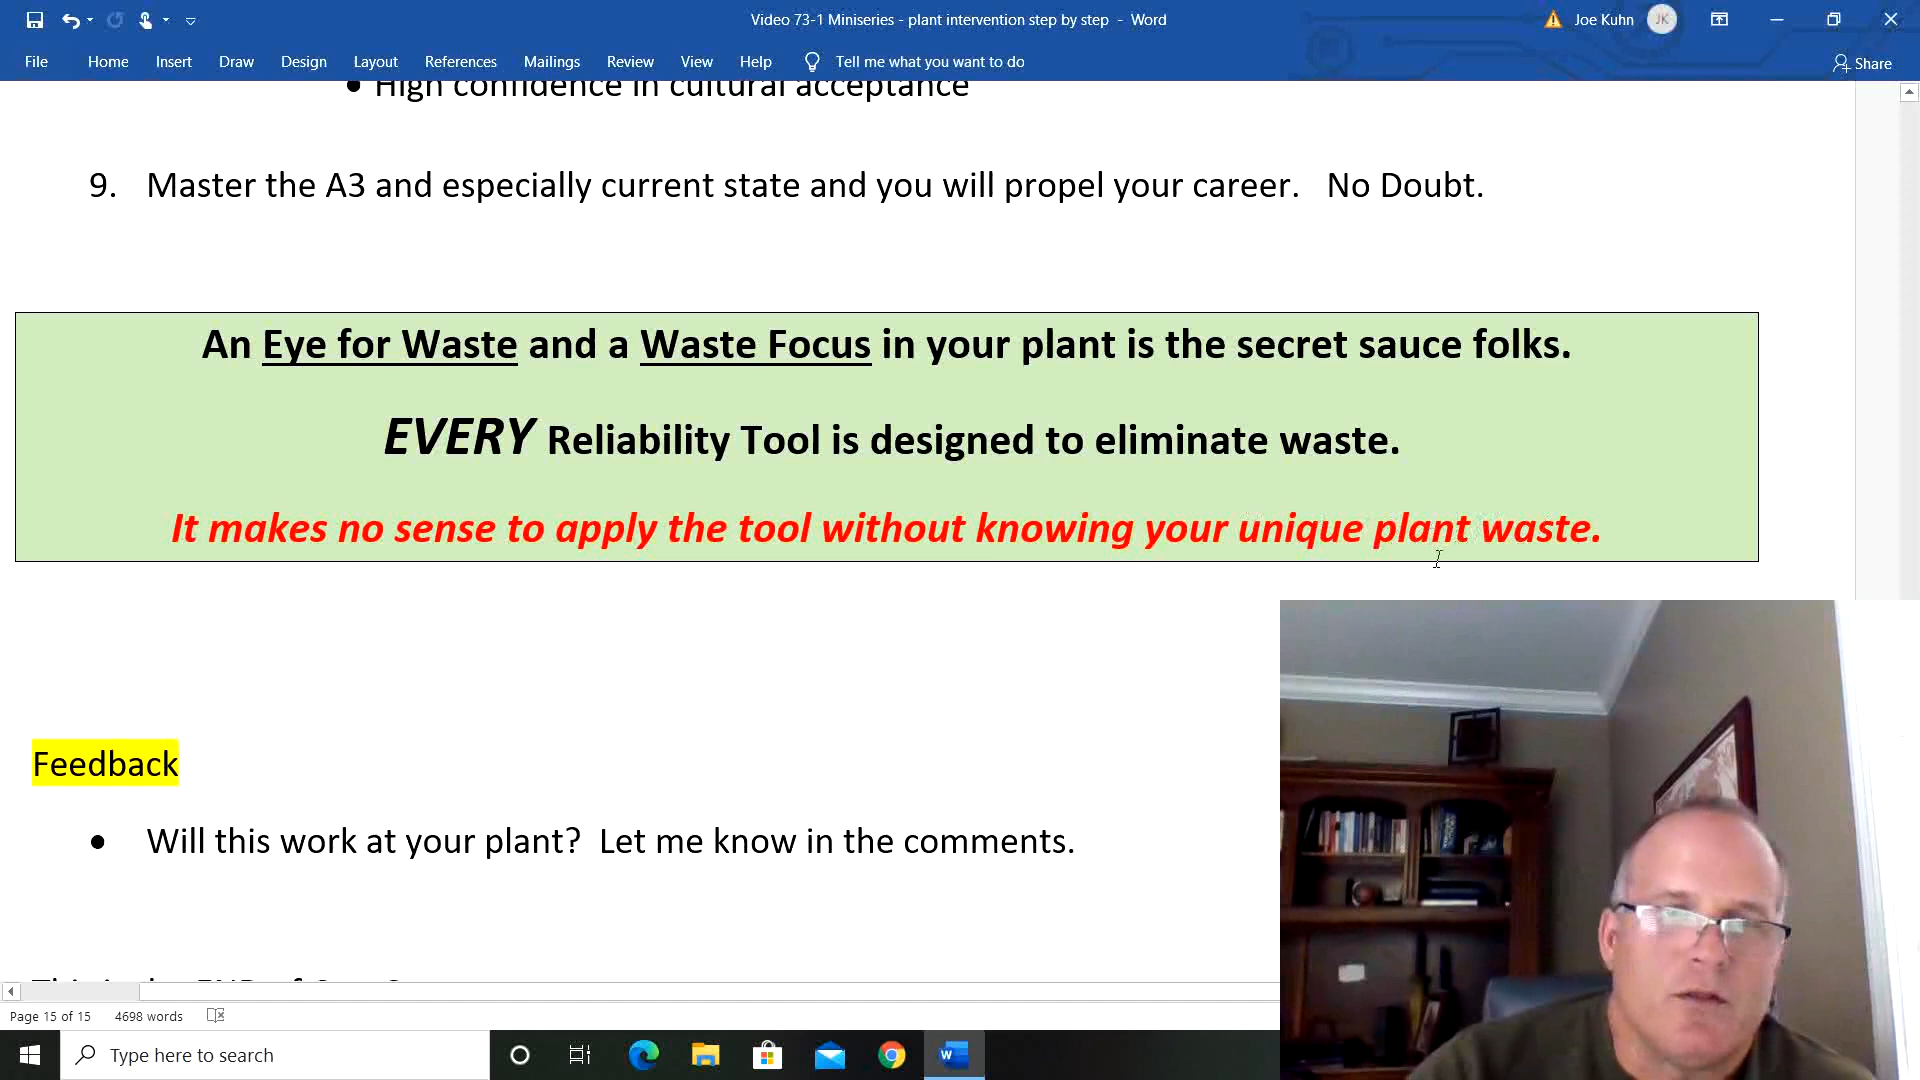 Video 73-1 Miniseries - plant intervention step by step - Word
Joe Kuhn
JK
File Home Insert Draw Design Layout References Mailings Review View Help Tell me what you want to do
Share
High confidence in cultural acceptance
9. Master the A3 and especially current state and you will propel your career. No Doubt.
An Eye for Waste and a Waste Focus in your plant is the secret sauce folks.
EVERY Reliability Tool is designed to eliminate waste.
It makes no sense to apply the tool without knowing your unique plant waste.
Feedback
Will this work at your plant? Let me know in the comments.
Page 15 of 15 4698 words
Type here to search